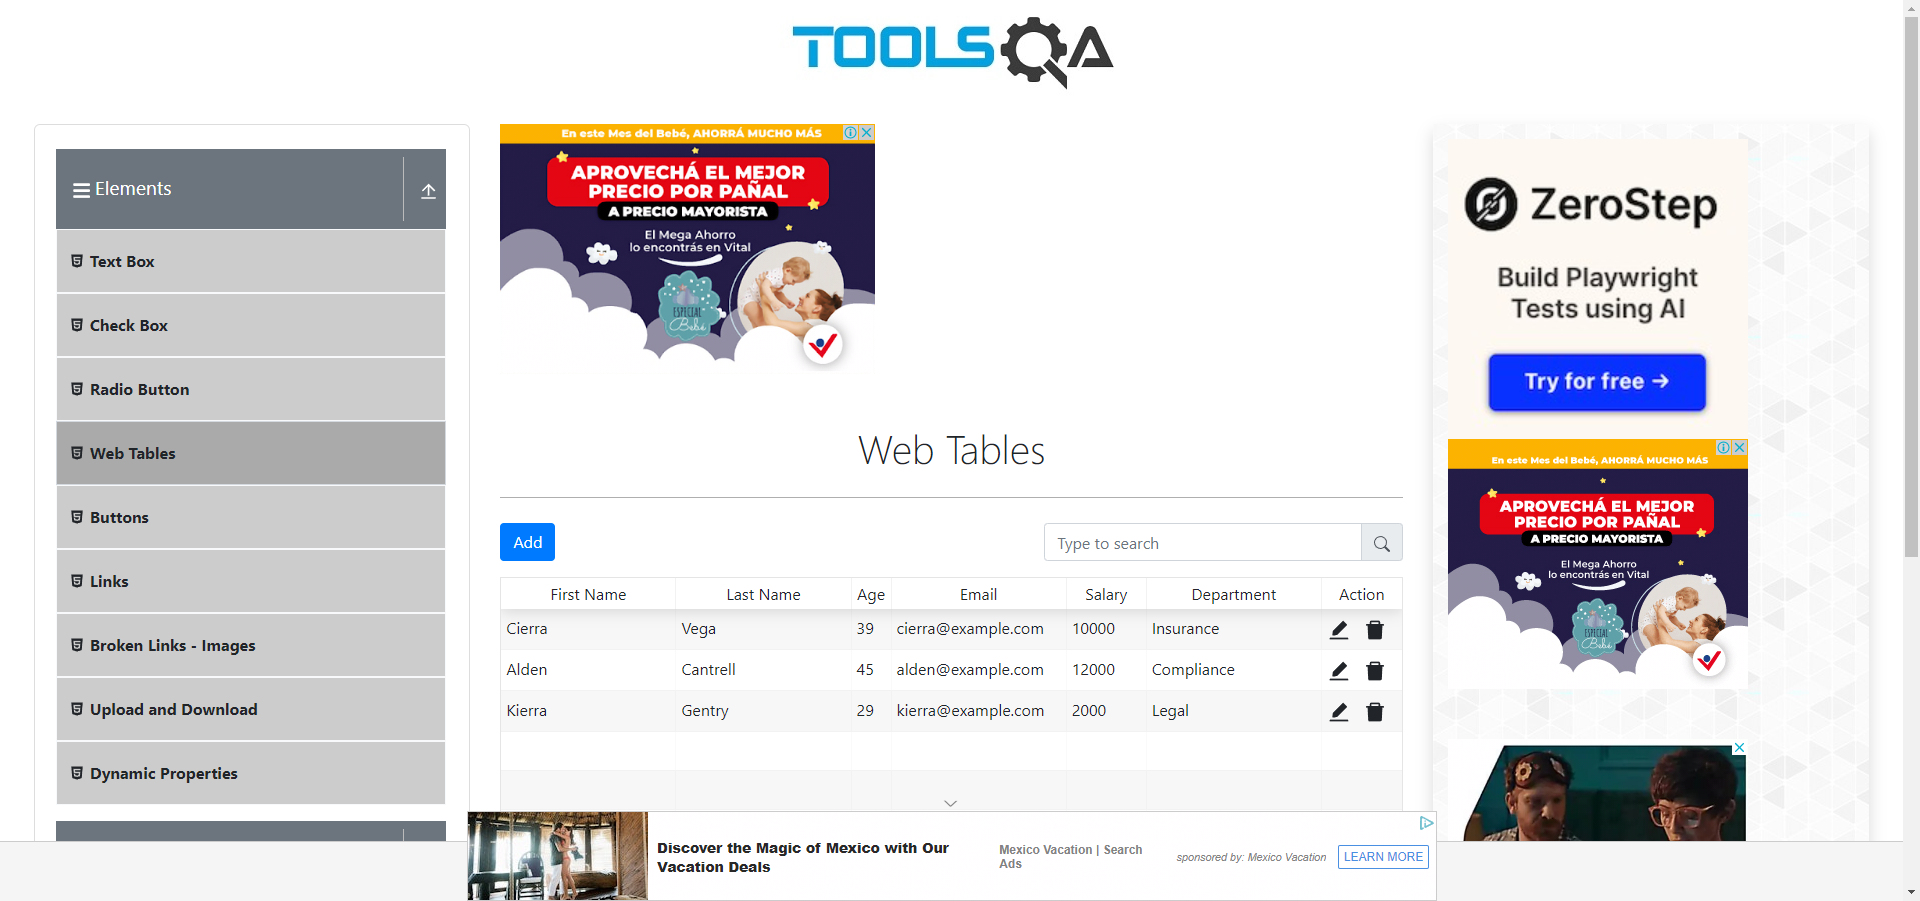 TOOLSQA
Elements
Text Box
Check Box
Radio Button
Web Tables
Buttons
Links
Broken Links - Images
Upload and Download
Dynamic Properties
En este Mes del Bebé, AHORRÁ MUCHO MÁS
APROVECHÁ EL MEJOR
PRECIO POR PAÑAL
A PRECIO MAYORISTA
El Mega Ahorro
lo encontrás en Vital
ESPECIAL
Bebé
Web Tables
Add
Type to search
First Name Last Name Age Email Salary Department Action
Cierra Vega 39 cierra@example.com 10000 Insurance
Alden Cantrell 45 alden@example.com 12000 Compliance
Kierra Gentry 29 kierra@example.com 2000 Legal
ZeroStep
Build Playwright
Tests using AI
Try for free →
En este Mes del Bebé, AHORRÁ MUCHO MÁS
APROVECHÁ EL MEJOR
PRECIO POR PAÑAL
A PRECIO MAYORISTA
El Mega Ahorro
lo encontrás en Vital
ESPECIAL
Bebé
Discover the Magic of Mexico with Our
Vacation Deals
Mexico Vacation | Search
Ads
sponsored by: Mexico Vacation
LEARN MORE